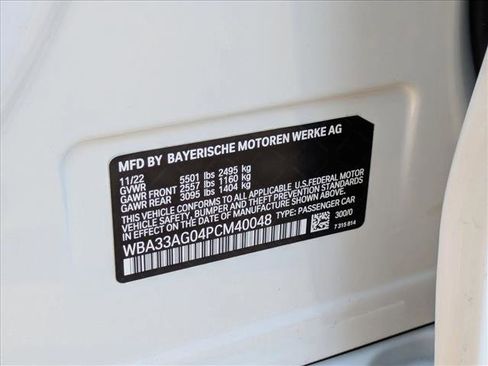 MFD BY BAYERISCHE MOTOREN WERKE AG
11/22 5501 lbs 2495 kg
GVWR
GAWR FRONT 2557 lbs 1160 kg
GAWR REAR 3095 lbs 1404 kg
THIS VEHICLE CONFORMS TO ALL APPLICABLE U.S.FEDERAL MOTOR
VEHICLE SAFETY, BUMPER, AND THEFT PREVENTION STANDARDS
IN EFFECT ON THE DATE OF MANUFACTURE SHOWN ABOVE.
WBA33AG04PCM40048 TYPE: PASSENGER CAR
300/0
7 315 814